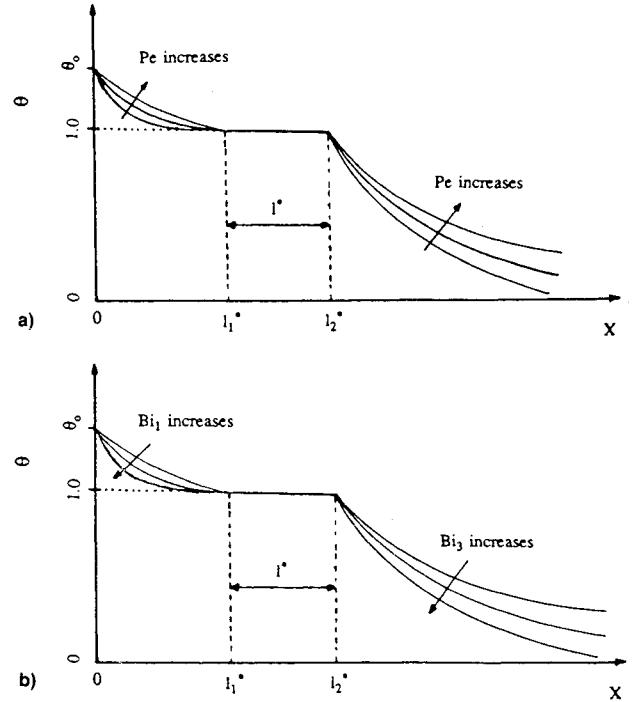 θo
Pe increases
θ
1.0
Pe increases
l*
0
a)
0
l1*
l2*
X
θo
Bi1 increases
θ
1.0
Bi3 increases
l*
0
b)
0
l1*
l2*
X